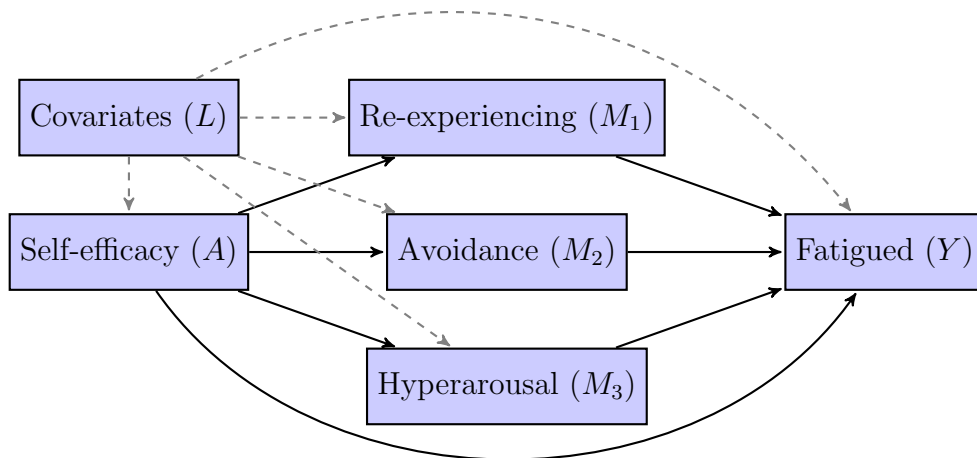 Covariates (L)
Re-experiencing (M₁)
Self-efficacy (A)
Avoidance (M₂)
Fatigued (Y)
Hyperarousal (M₃)